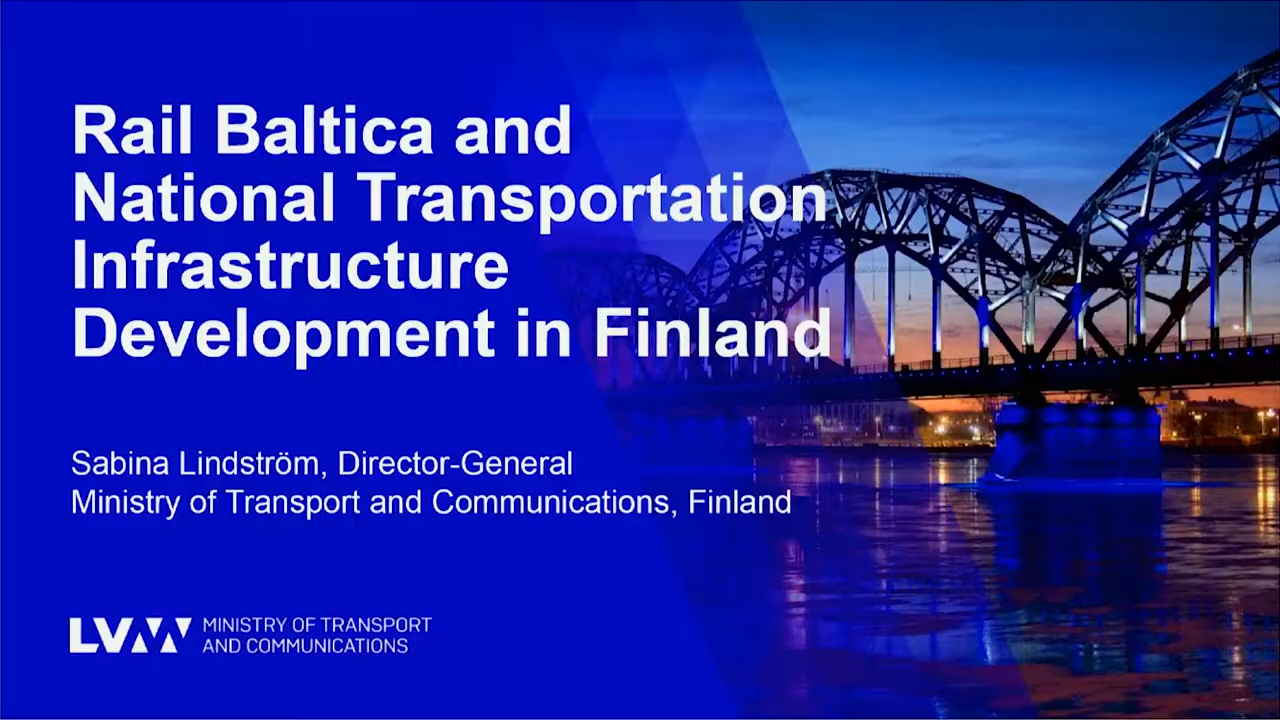 Rail Baltica and
National Transportation
Infrastructure
Development in Finland
Sabina Lindström, Director-General
Ministry of Transport and Communications, Finland
LVM MINISTRY OF TRANSPORT
AND COMMUNICATIONS